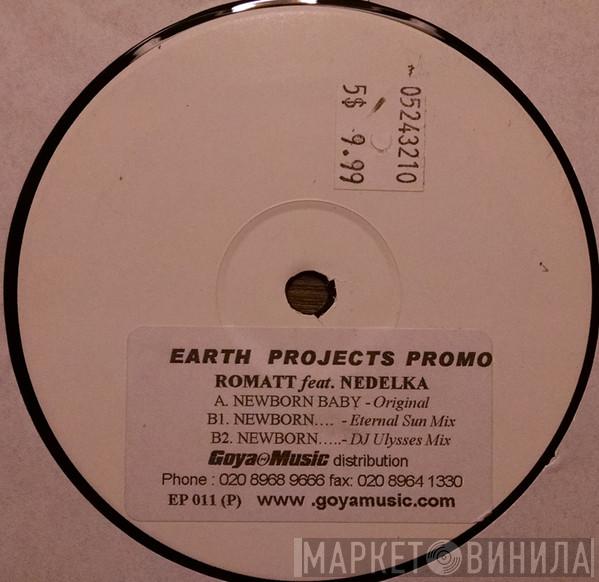 05243210
5$ 9.99
EARTH PROJECTS PROMO
ROMATT feat. NEDELKA
A. NEWBORN BABY - Original
B1. NEWBORN.... - Eternal Sun Mix
B2. NEWBORN.....- DJ Ulysses Mix
Goya Music distribution
Phone : 020 8968 9666 fax: 020 8964 1330
EP 011 (P) www .goyamusic.com
МАРКЕТ ВИНИЛА